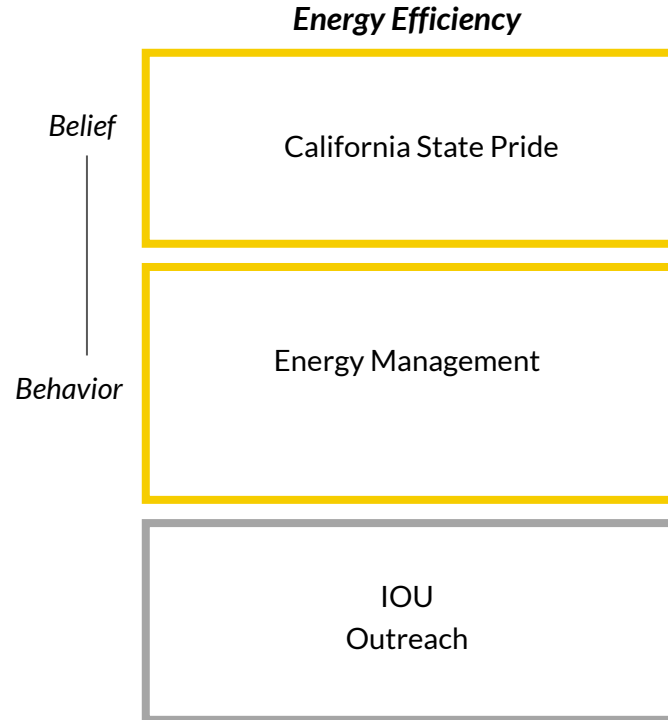 Energy Efficiency
Belief
California State Pride
Energy Management
Behavior
IOU
Outreach